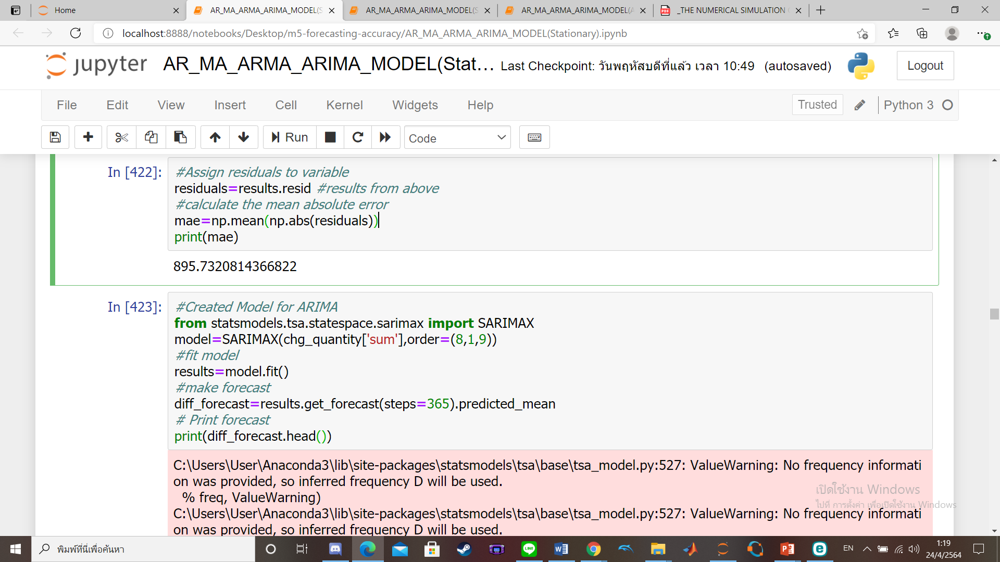 Home
AR_MA_ARMA_ARIMA_MODEL(S
AR_MA_ARMA_ARIMA_MODEL(S
AR_MA_ARMA_ARIMA_MODEL(A
PDF
_THE NUMERICAL SIMULATION
localhost:8888/notebooks/Desktop/m5-forecasting-accuracy/AR_MA_ARMA_ARIMA_MODEL(Stationary).ipynb
jupyter AR_MA_ARMA_ARIMA_MODEL(Stat… Last Checkpoint: วันพฤหัสบดีที่แล้ว เวลา 10:49 (autosaved)
Logout
File Edit View Insert Cell Kernel Widgets Help Trusted Python 3
Run Code
In [422]:
#Assign residuals to variable
residuals=results.resid #results from above
#calculate the mean absolute error
mae=np.mean(np.abs(residuals))
print(mae)
895.7320814366822
In [423]:
#Created Model for ARIMA
from statsmodels.tsa.statespace.sarimax import SARIMAX
model=SARIMAX(chg_quantity['sum'],order=(8,1,9))
#fit model
results=model.fit()
#make forecast
diff_forecast=results.get_forecast(steps=365).predicted_mean
# Print forecast
print(diff_forecast.head())
C:\Users\User\Anaconda3\lib\site-packages\statsmodels\tsa\base\tsa_model.py:527: ValueWarning: No frequency informati
on was provided, so inferred frequency D will be used.
% freq, ValueWarning)
C:\Users\User\Anaconda3\lib\site-packages\statsmodels\tsa\base\tsa_model.py:527: ValueWarning: No frequency informati
on was provided, so inferred frequency D will be used.
เปิดใช้งาน Windows
ไปที่ การตั้งค่า เพื่อเปิดใช้งาน Windows
พิมพ์ที่นี่เพื่อค้นหา
LINE
EN
1:19
24/4/2564